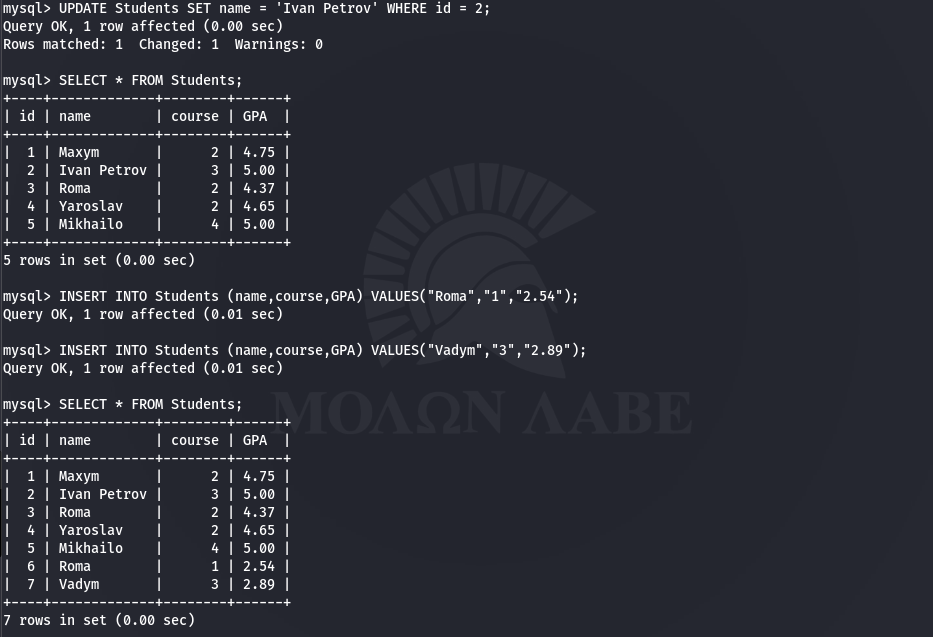 mysql> UPDATE Students SET name = 'Ivan Petrov' WHERE id = 2;
Query OK, 1 row affected (0.00 sec)
Rows matched: 1  Changed: 1  Warnings: 0

mysql> SELECT * FROM Students;
+----+-------------+--------+------+
| id | name        | course | GPA  |
+----+-------------+--------+------+
|  1 | Maxym       |      2 | 4.75 |
|  2 | Ivan Petrov |      3 | 5.00 |
|  3 | Roma        |      2 | 4.37 |
|  4 | Yaroslav    |      2 | 4.65 |
|  5 | Mikhailo    |      4 | 5.00 |
+----+-------------+--------+------+
5 rows in set (0.00 sec)

mysql> INSERT INTO Students (name,course,GPA) VALUES("Roma","1","2.54");
Query OK, 1 row affected (0.01 sec)

mysql> INSERT INTO Students (name,course,GPA) VALUES("Vadym","3","2.89");
Query OK, 1 row affected (0.01 sec)

mysql> SELECT * FROM Students;
+----+-------------+--------+------+
| id | name        | course | GPA  |
+----+-------------+--------+------+
|  1 | Maxym       |      2 | 4.75 |
|  2 | Ivan Petrov |      3 | 5.00 |
|  3 | Roma        |      2 | 4.37 |
|  4 | Yaroslav    |      2 | 4.65 |
|  5 | Mikhailo    |      4 | 5.00 |
|  6 | Roma        |      1 | 2.54 |
|  7 | Vadym       |      3 | 2.89 |
+----+-------------+--------+------+
7 rows in set (0.00 sec)
ΜΟΛΩΝ ΛΑΒΕ